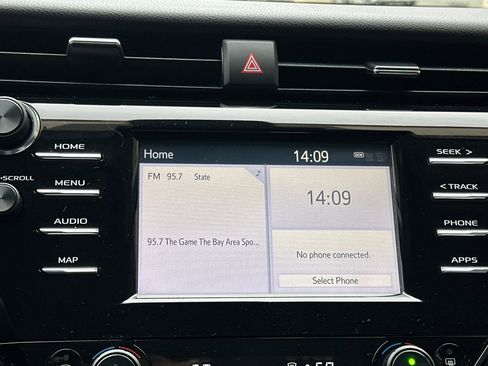 HOME
MENU
AUDIO
MAP
SCROLL
Home
14:09
FM 95.7 State
95.7 The Game The Bay Area Spo...
14:09
No phone connected.
Select Phone
SEEK >
< TRACK
PHONE
APPS